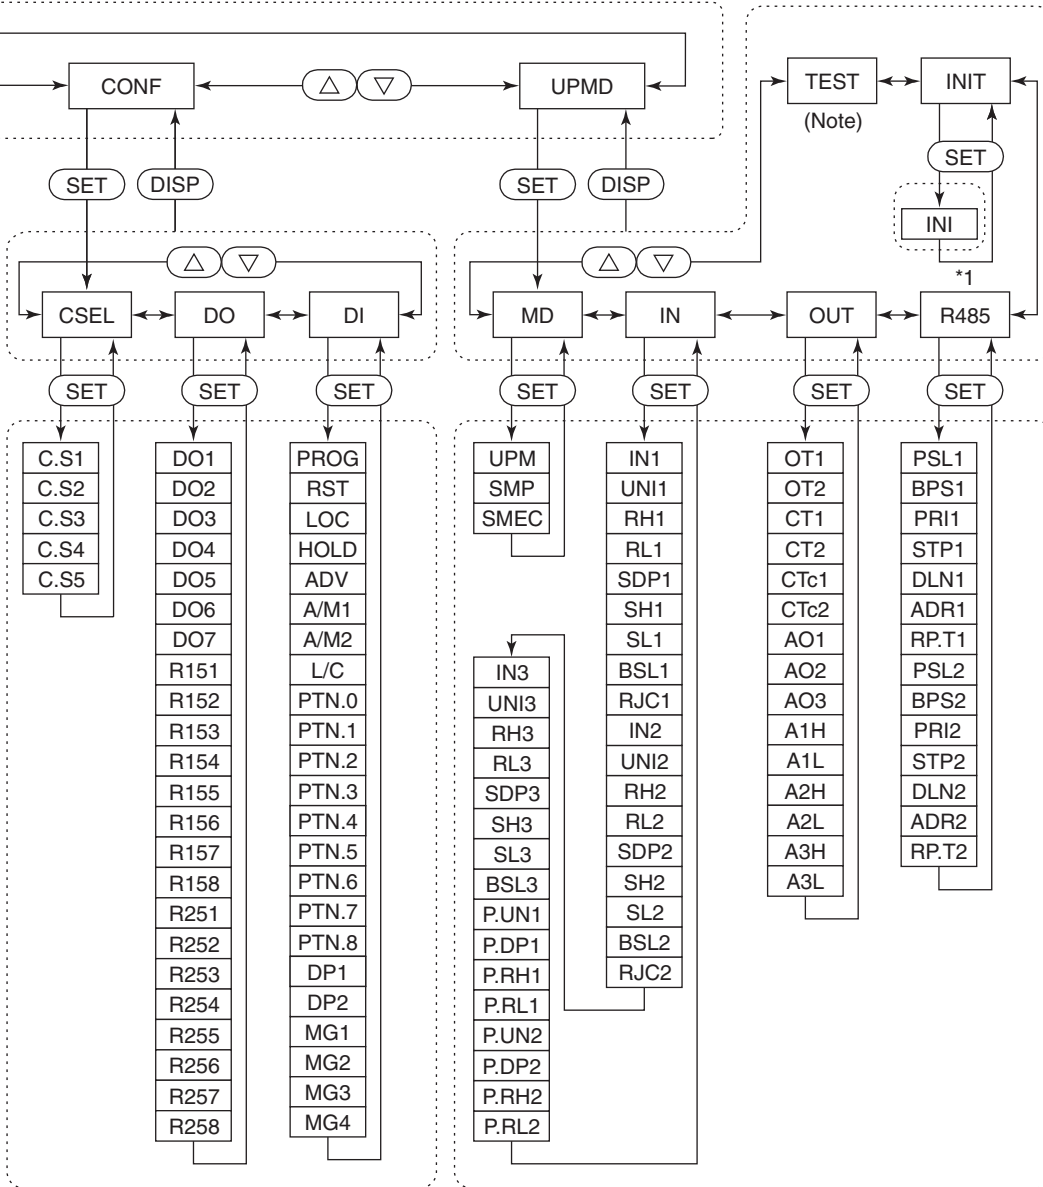 CONF
UPMD
TEST
INIT
(Note)
SET
DISP
SET
DISP
SET
INI
*1
CSEL
DO
DI
MD
IN
OUT
R485
SET
SET
SET
SET
SET
SET
SET
C.S1
C.S2
C.S3
C.S4
C.S5
DO1
DO2
DO3
DO4
DO5
DO6
DO7
R151
R152
R153
R154
R155
R156
R157
R158
R251
R252
R253
R254
R255
R256
R257
R258
PROG
RST
LOC
HOLD
ADV
A/M1
A/M2
L/C
PTN.0
PTN.1
PTN.2
PTN.3
PTN.4
PTN.5
PTN.6
PTN.7
PTN.8
DP1
DP2
MG1
MG2
MG3
MG4
UPM
SMP
SMEC
IN1
UNI1
RH1
RL1
SDP1
SH1
SL1
BSL1
RJC1
IN2
UNI2
RH2
RL2
SDP2
SH2
SL2
BSL2
RJC2
IN3
UNI3
RH3
RL3
SDP3
SH3
SL3
BSL3
P.UN1
P.DP1
P.RH1
P.RL1
P.UN2
P.DP2
P.RH2
P.RL2
OT1
OT2
CT1
CT2
CTc1
CTc2
AO1
AO2
AO3
A1H
A1L
A2H
A2L
A3H
A3L
PSL1
BPS1
PRI1
STP1
DLN1
ADR1
RP.T1
PSL2
BPS2
PRI2
STP2
DLN2
ADR2
RP.T2